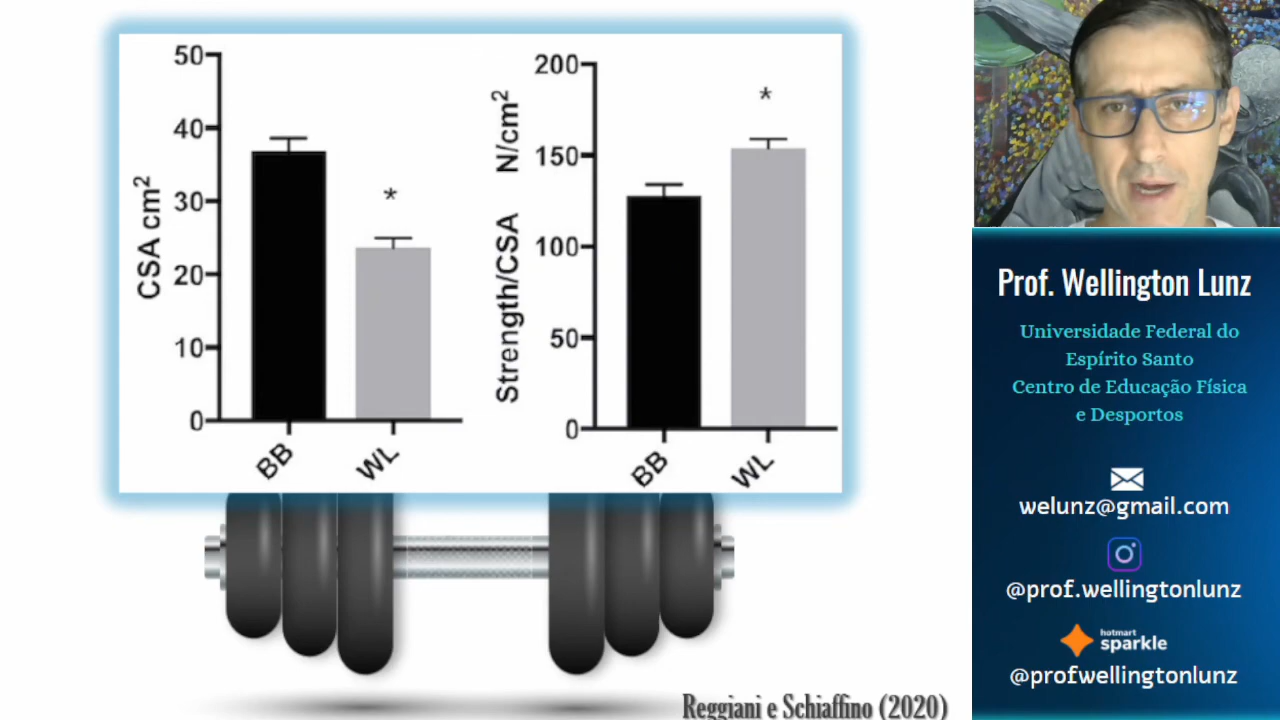 50
40
30
20
10
0
CSA cm²
*
BB
WL
200
150
100
50
0
Strength/CSA N/cm²
*
BB
WL
Reggiani e Schiaffino (2020)
Prof. Wellington Lunz
Universidade Federal do
Espírito Santo
Centro de Educação Física
e Desportos
welunz@gmail.com
@prof.wellingtonlunz
hotmart
sparkle
@profwellingtonlunz